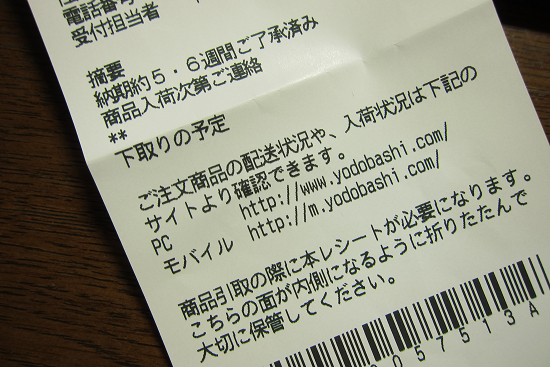 電話番号
受付担当者
摘要
納期約５．６週間ご了承済み
商品入荷次第ご連絡
**
下取りの予定
ご注文商品の配送状況や、入荷状況は下記の
サイトより確認できます。
PC http://www.yodobashi.com/
モバイル http://m.yodobashi.com/
商品引取の際に本レシートが必要になります。
こちらの面が内側になるように折りたたんで
大切に保管してください。
0057513A